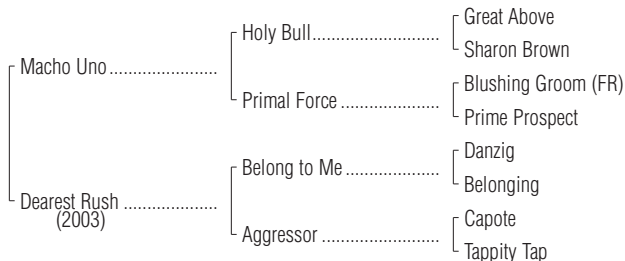 Great Above
Holy Bull
Sharon Brown
Macho Uno
Blushing Groom (FR)
Primal Force
Prime Prospect
Danzig
Belong to Me
Belonging
Dearest Rush
(2003)
Capote
Aggressor
Tappity Tap